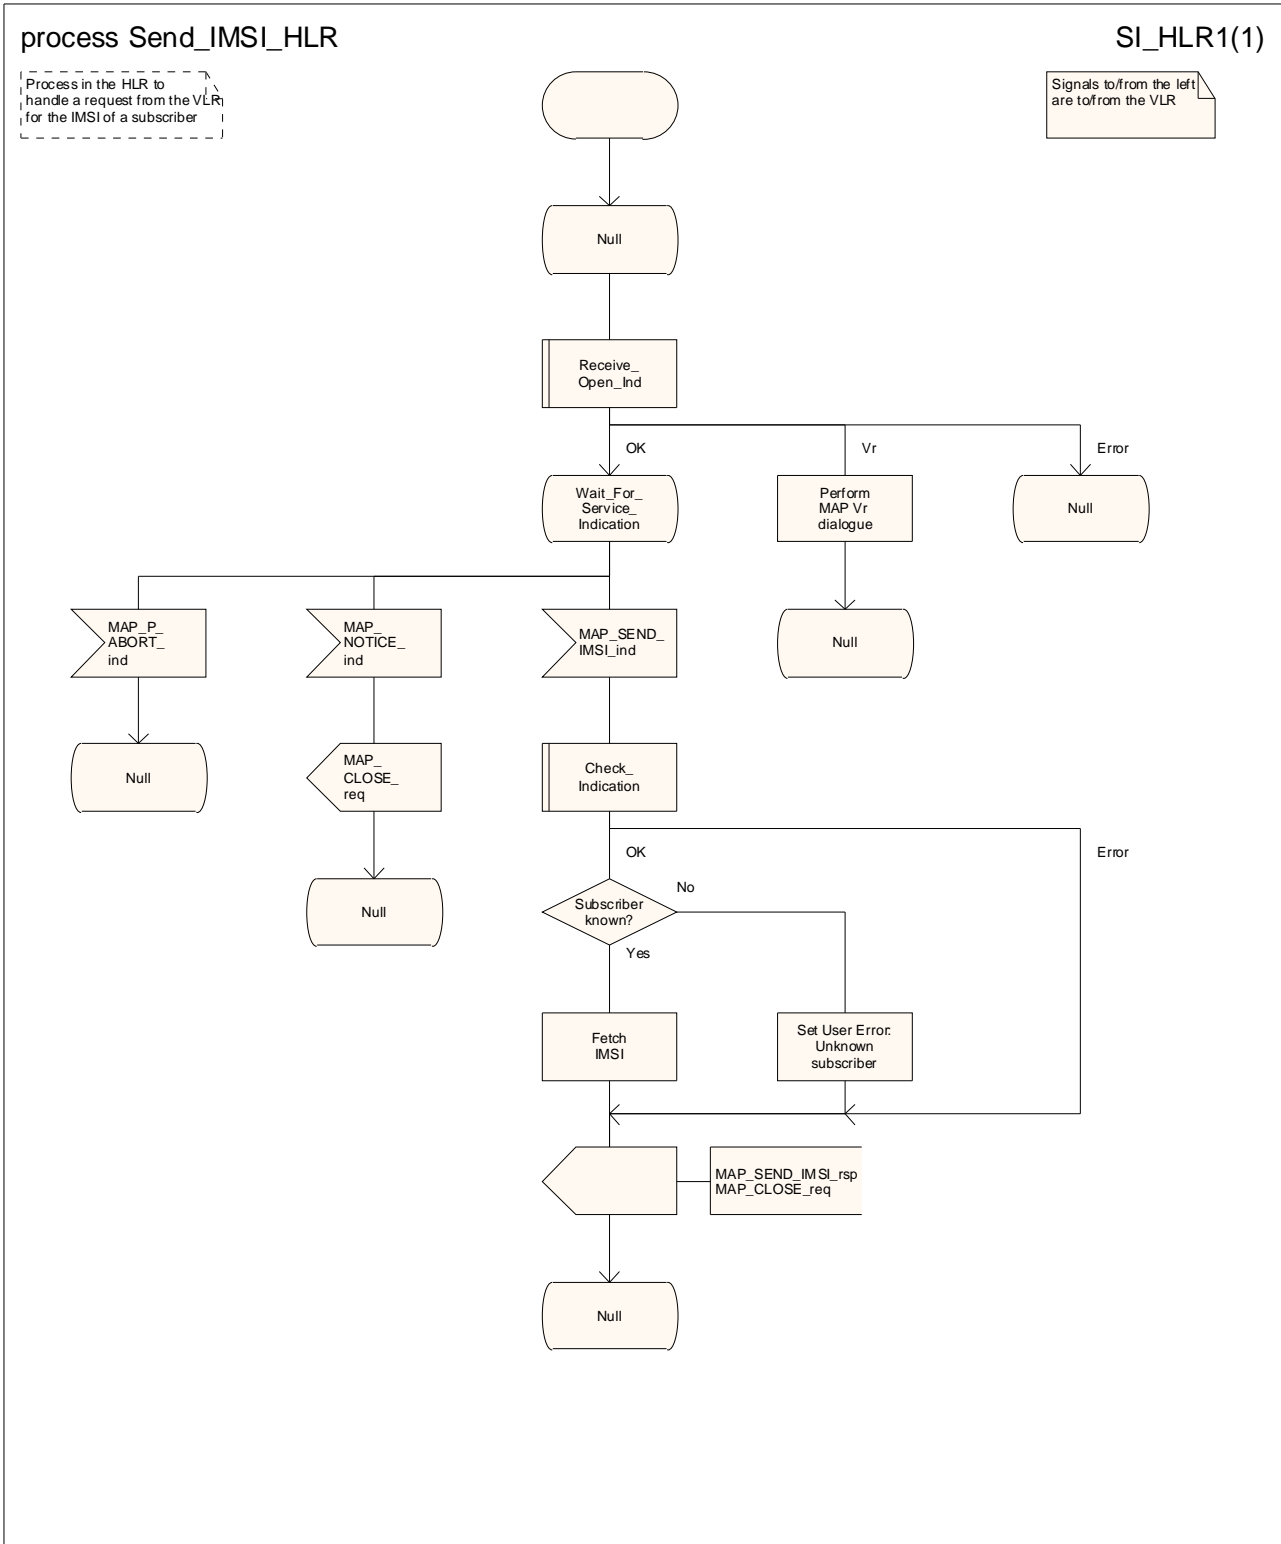 process Send_IMSI_HLR
SI_HLR1(1)
Process in the HLR to
handle a request from the VLR
for the IMSI of a subscriber
Signals to/from the left
are to/from the VLR
Null
Receive_
Open_Ind
OK
Vr
Error
Wait_For_
Service_
Indication
Perform
MAP Vr
dialogue
Null
MAP_P_
ABORT_
ind
MAP_
NOTICE_
ind
MAP_SEND_
IMSI_ind
Null
Null
MAP_
CLOSE_
req
Check_
Indication
OK
Error
Null
Subscriber
known?
No
Yes
Fetch
IMSI
Set User Error:
Unknown
subscriber
MAP_SEND_IMSI_rsp
MAP_CLOSE_req
Null